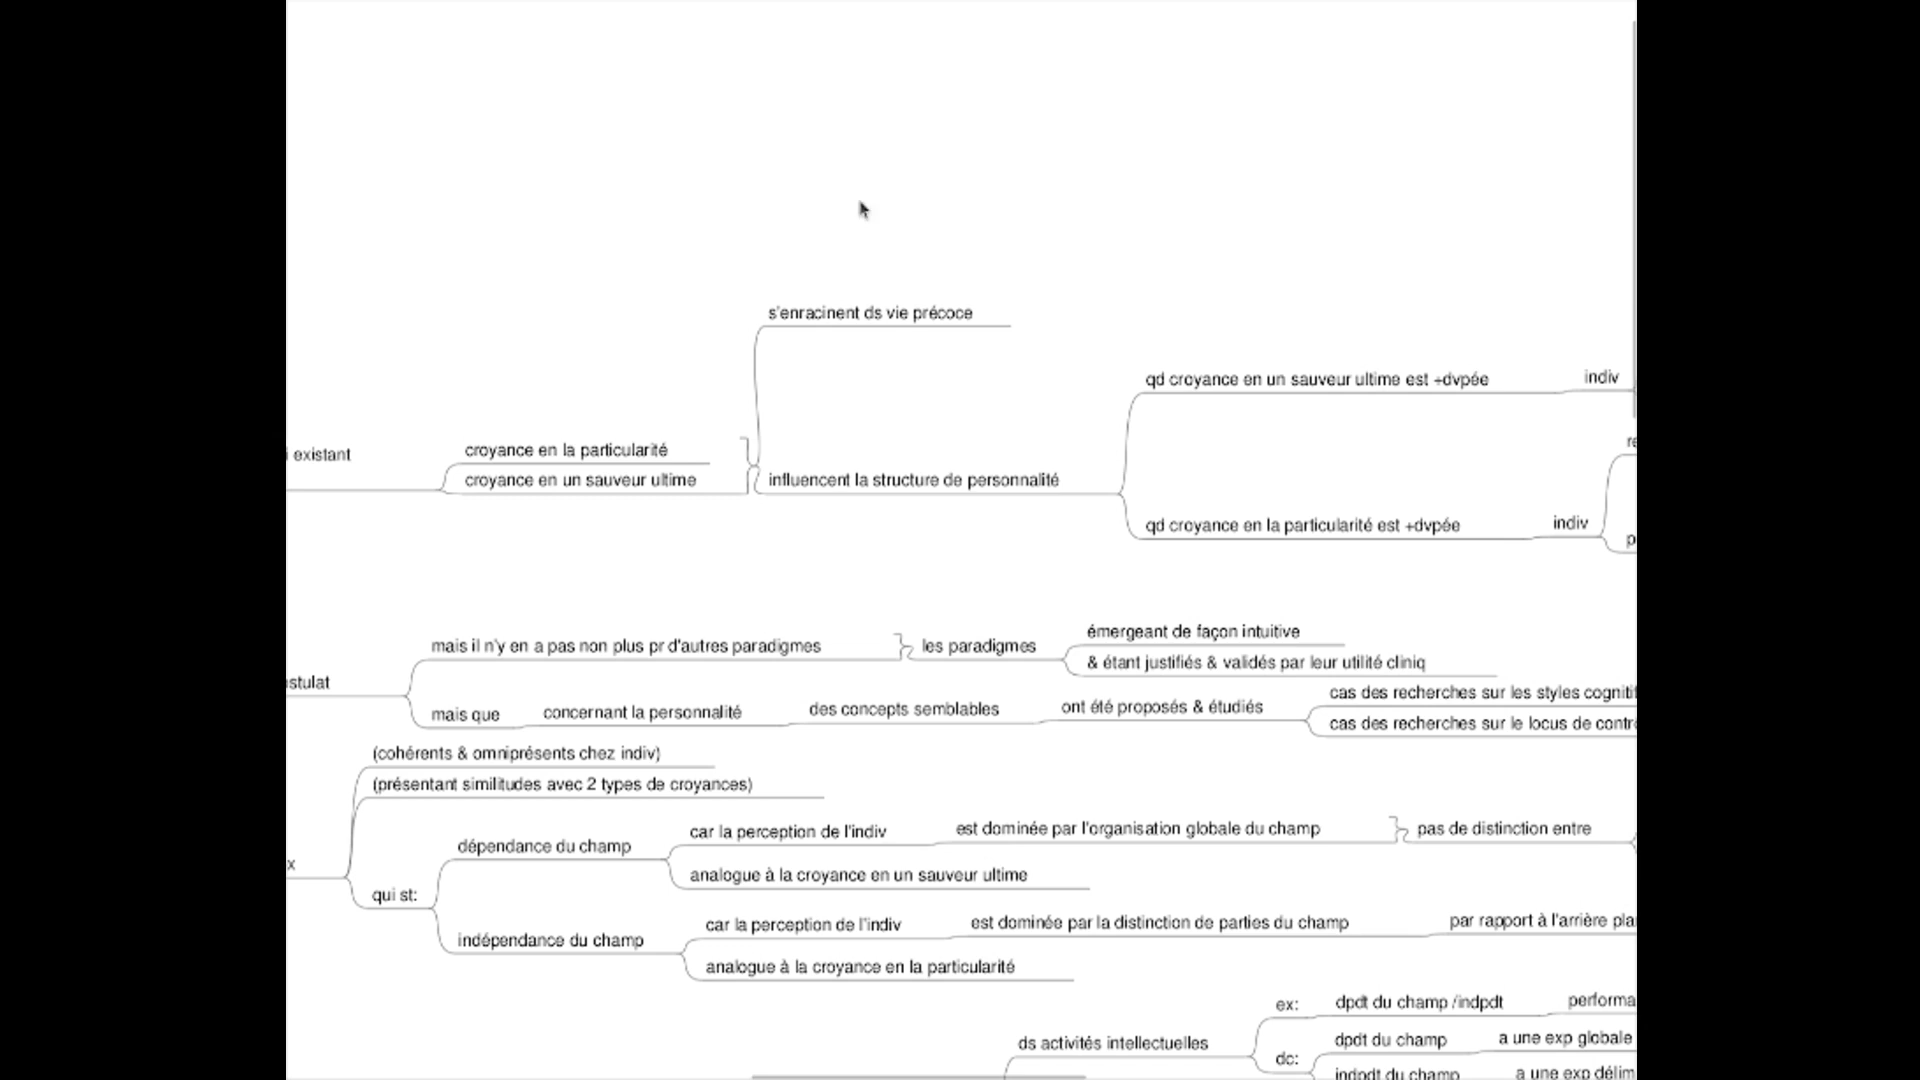 s'enracinent ds vie précoce
qd croyance en un sauveur ultime est +dvpée
indiv
existant
croyance en la particularité
croyance en un sauveur ultime
influencent la structure de personnalité
qd croyance en la particularité est +dvpée
indiv
mais il n'y en a pas non plus pr d'autres paradigmes
les paradigmes
émergeant de façon intuitive
& étant justifiés & validés par leur utilité cliniq
stulat
mais que
concernant la personnalité
des concepts semblables
ont été proposés & étudiés
cas des recherches sur les styles cognitif
cas des recherches sur le locus de contr
(cohérents & omniprésents chez indiv)
(présentant similitudes avec 2 types de croyances)
x
qui st:
dépendance du champ
car la perception de l'indiv
est dominée par l'organisation globale du champ
pas de distinction entre
analogue à la croyance en un sauveur ultime
indépendance du champ
car la perception de l'indiv
est dominée par la distinction de parties du champ
par rapport à l'arrière pla
analogue à la croyance en la particularité
ds activités intellectuelles
ex:
dpdt du champ /indpdt
performa
dc:
dpdt du champ
a une exp globale
indpdt du champ
a une exp délim